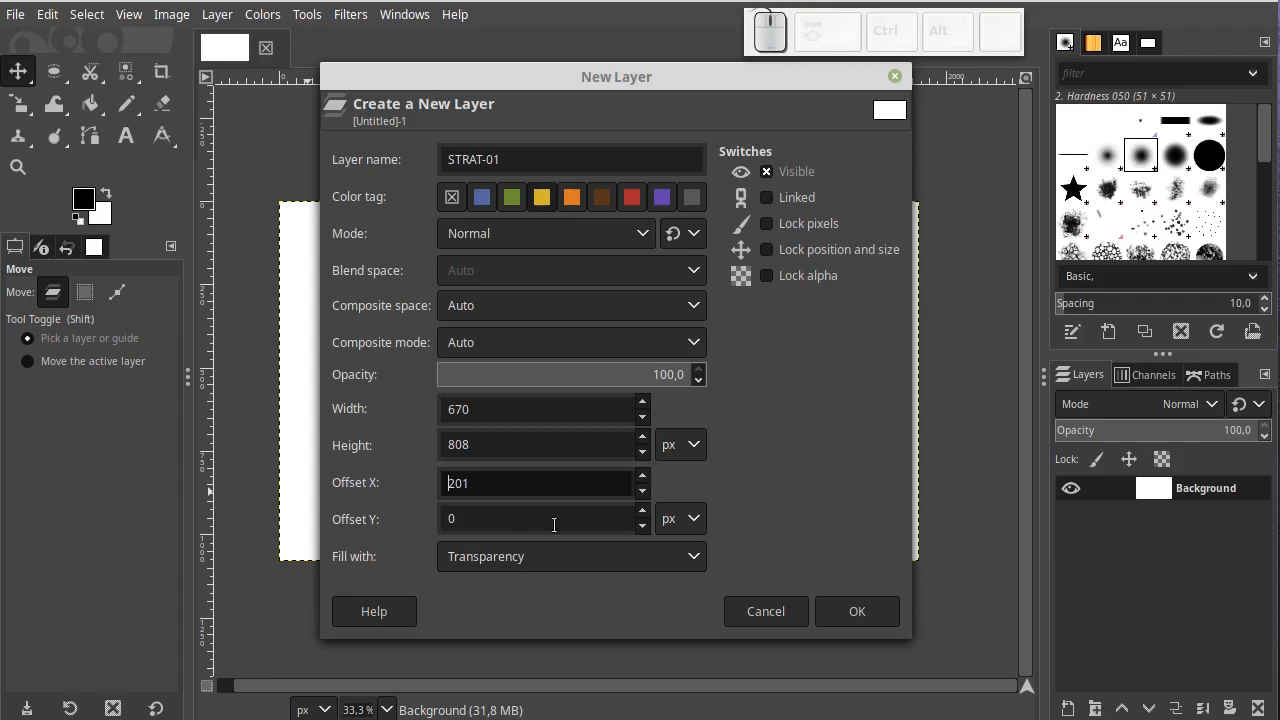 File Edit Select View Image Layer Colors Tools Filters Windows Help
Shift
Ctrl
Alt
New Layer
Create a New Layer
[Untitled]-1
Layer name:
STRAT-01
Color tag:
Mode:
Normal
Blend space:
Auto
Composite space:
Auto
Composite mode:
Auto
Opacity:
100,0
Width:
670
Height:
808
px
Offset X:
201
Offset Y:
0
px
Fill with:
Transparency
Help
Cancel
OK
Switches
Visible
Linked
Lock pixels
Lock position and size
Lock alpha
Move
Move:
Tool Toggle (Shift)
Pick a layer or guide
Move the active layer
0
2000
px
33,3 %
Background (31,8 MB)
Aa
filter
2. Hardness 050 (51 × 51)
Basic,
Spacing
10,0
Layers
Channels
Paths
Mode
Normal
Opacity
100,0
Lock:
Background